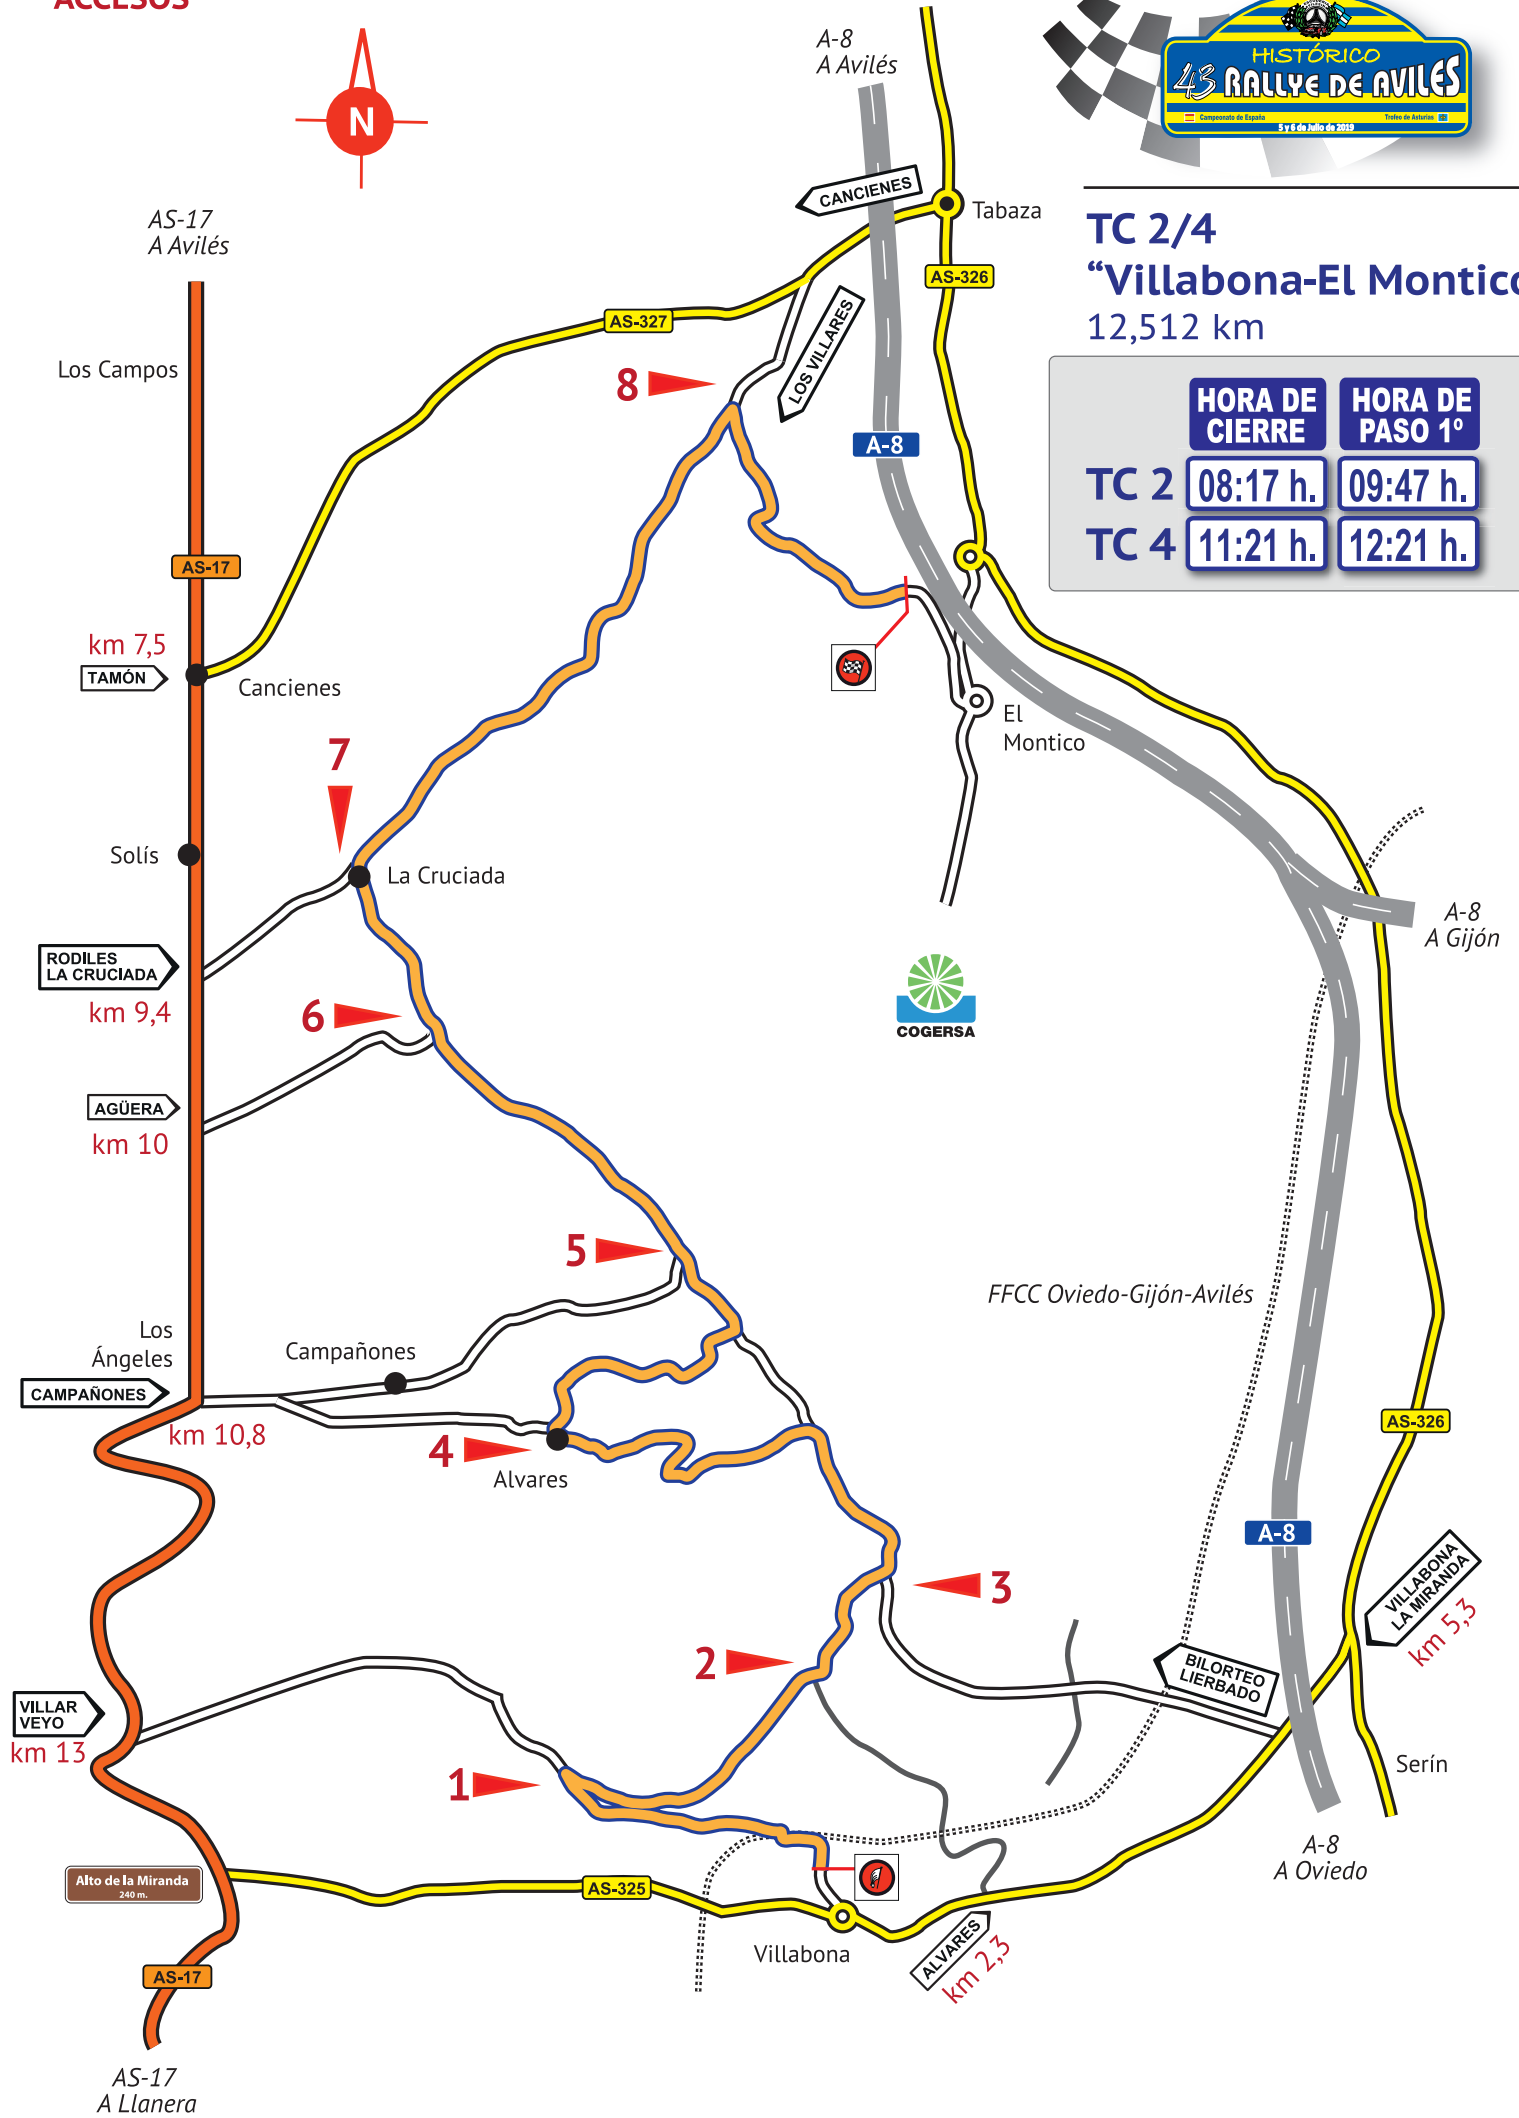 ACCESOS
N
A-8
A Avilés
HISTÓRICO
43 RALLYE DE AVILES
Campeonato de España
Trofeo de Asturias
5 y 6 de Julio de 2019
CANCIENES
Tabaza
AS-17
A Avilés
TC 2/4
“Villabona-El Montico
12,512 km
AS-326
AS-327
LOS VILLARES
Los Campos
8
HORA DE
CIERRE
HORA DE
PASO 1º
TC 2
08:17 h.
09:47 h.
TC 4
11:21 h.
12:21 h.
A-8
AS-17
km 7,5
TAMÓN
Cancienes
El
Montico
7
Solís
La Cruciada
A-8
A Gijón
RODILES
LA CRUCIADA
km 9,4
6
COGERSA
AGÜERA
km 10
5
FFCC Oviedo-Gijón-Avilés
Los
Ángeles
Campañones
CAMPAÑONES
km 10,8
4
Alvares
AS-326
A-8
VILLABONA
LA MIRANDA
km 5,3
3
2
BILORTEO
LIERBADO
VILLAR
VEYO
km 13
1
Serín
A-8
A Oviedo
Alto de la Miranda
240 m.
AS-325
Villabona
ALVARES
km 2,3
AS-17
AS-17
A Llanera